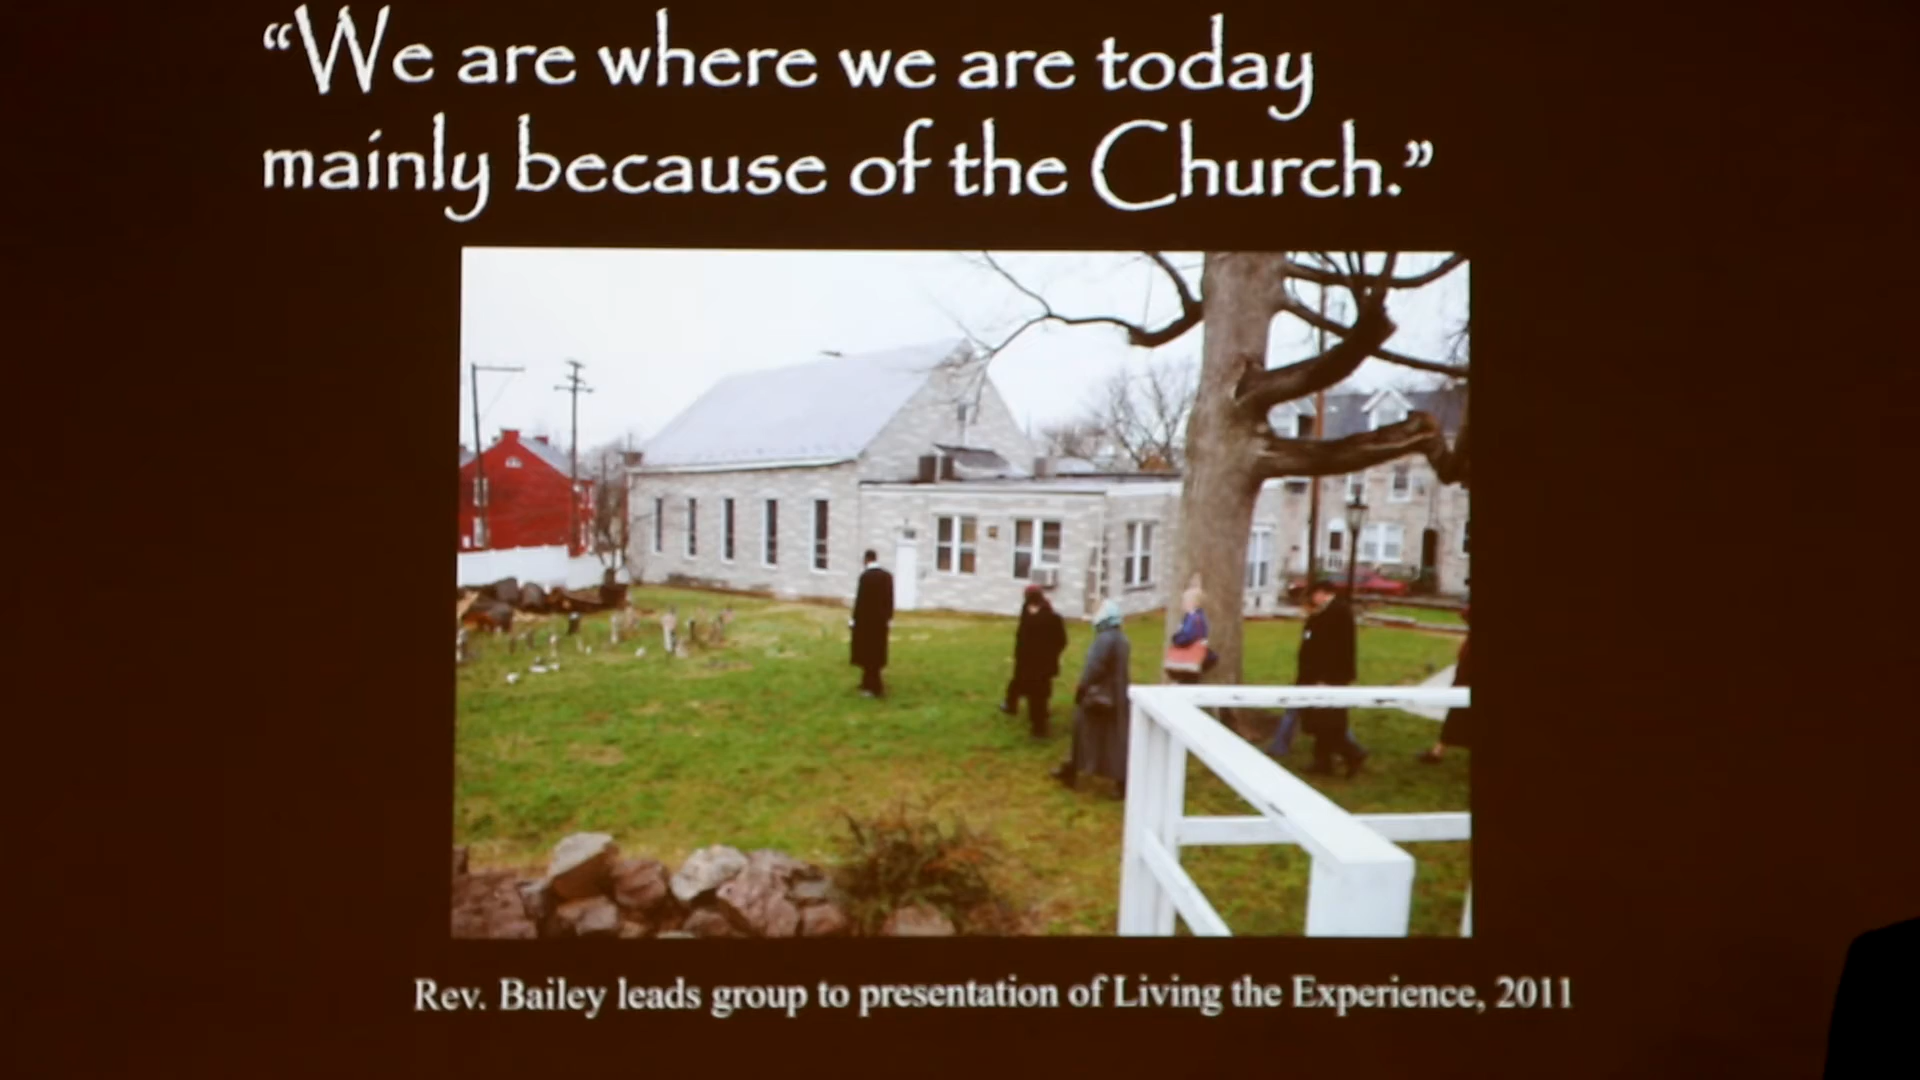 “We are where we are today
mainly because of the Church.”
Rev. Bailey leads group to presentation of Living the Experience, 2011